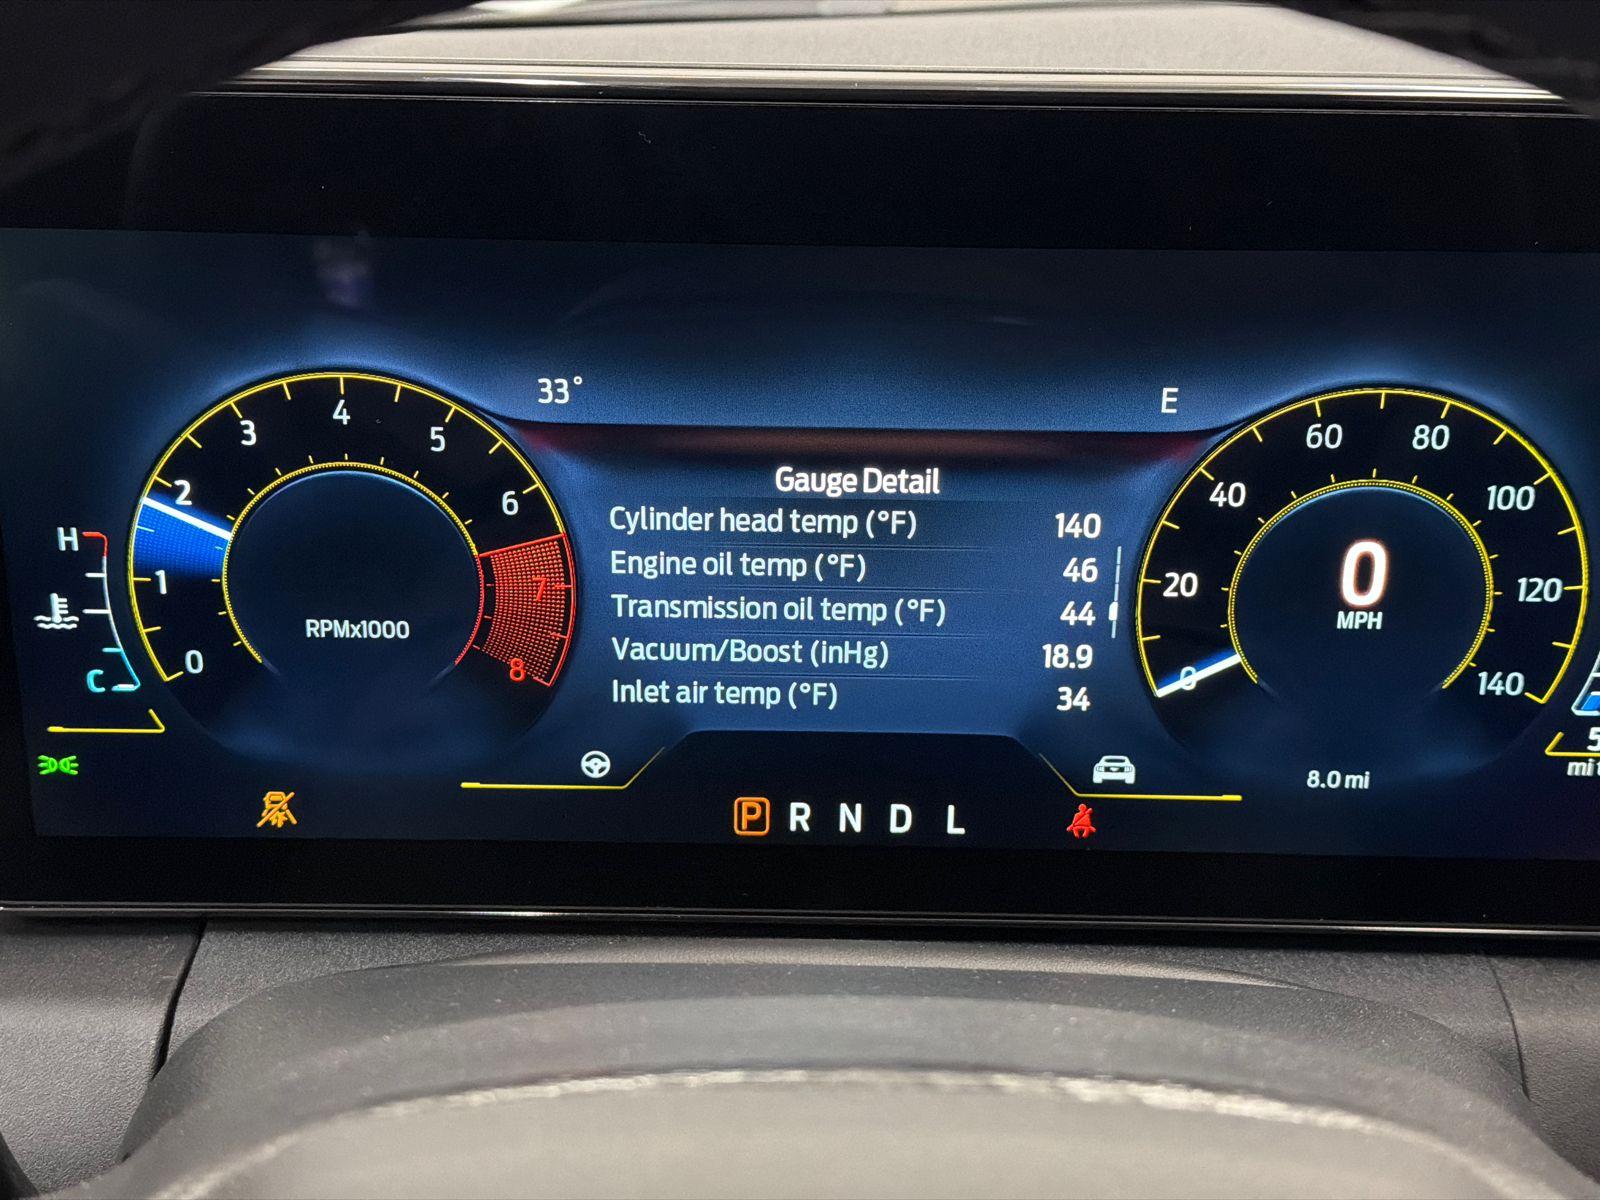 33° E
Gauge Detail
Cylinder head temp (°F) 140
Engine oil temp (°F) 46
Transmission oil temp (°F) 44
Vacuum/Boost (inHg) 18.9
Inlet air temp (°F) 34
0 1 2 3 4 5 6 7 8
RPMx1000
H
C
0 20 40 60 80 100 120 140
0
MPH
8.0 mi
5
mi t
P R N D L